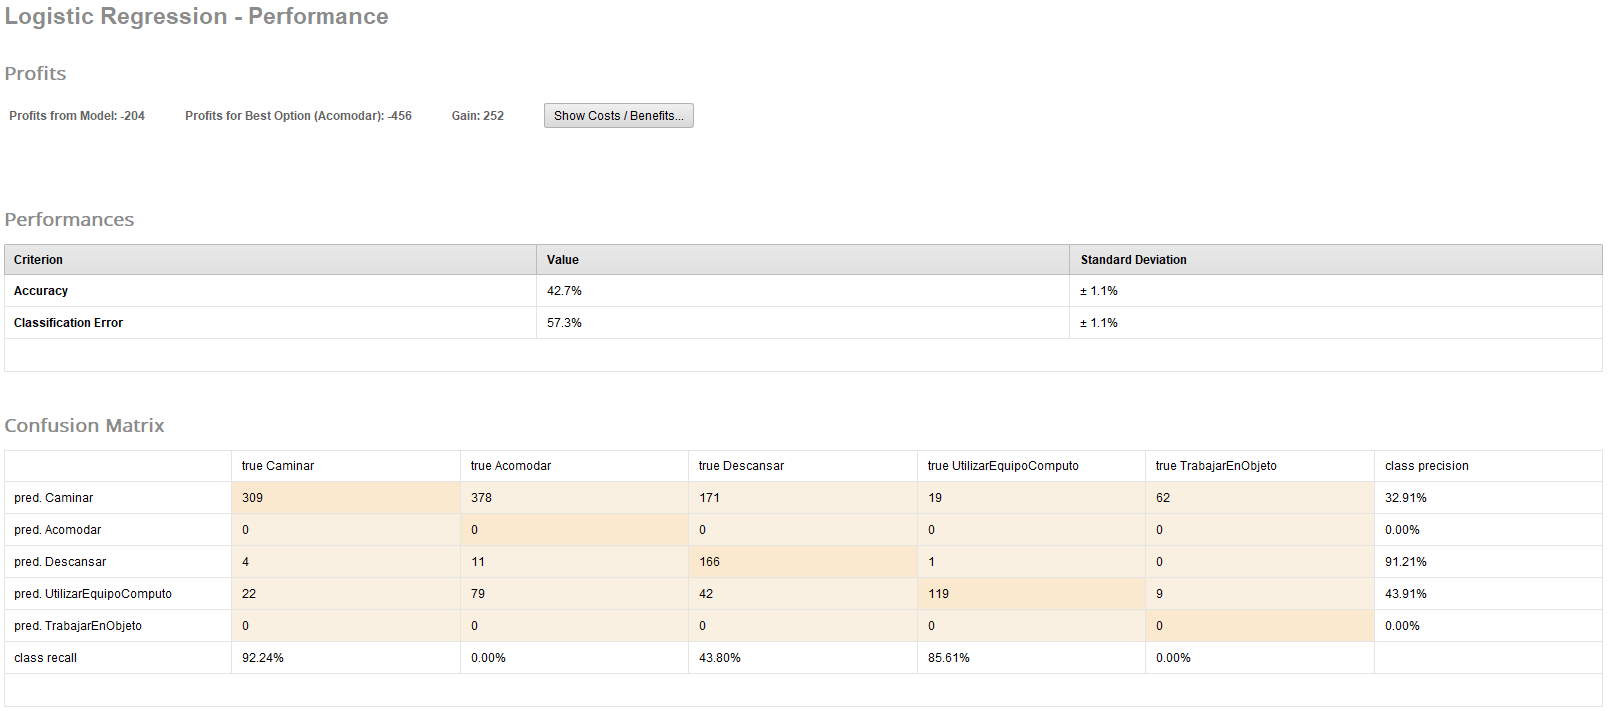 Logistic Regression - Performance
Profits
Profits from Model: -204 Profits for Best Option (Acomodar): -456 Gain: 252 Show Costs / Benefits...
Performances
Criterion Value Standard Deviation
Accuracy 42.7% ± 1.1%
Classification Error 57.3% ± 1.1%
Confusion Matrix
true Caminar true Acomodar true Descansar true UtilizarEquipoComputo true TrabajarEnObjeto class precision
pred. Caminar 309 378 171 19 62 32.91%
pred. Acomodar 0 0 0 0 0 0.00%
pred. Descansar 4 11 166 1 0 91.21%
pred. UtilizarEquipoComputo 22 79 42 119 9 43.91%
pred. TrabajarEnObjeto 0 0 0 0 0 0.00%
class recall 92.24% 0.00% 43.80% 85.61% 0.00%